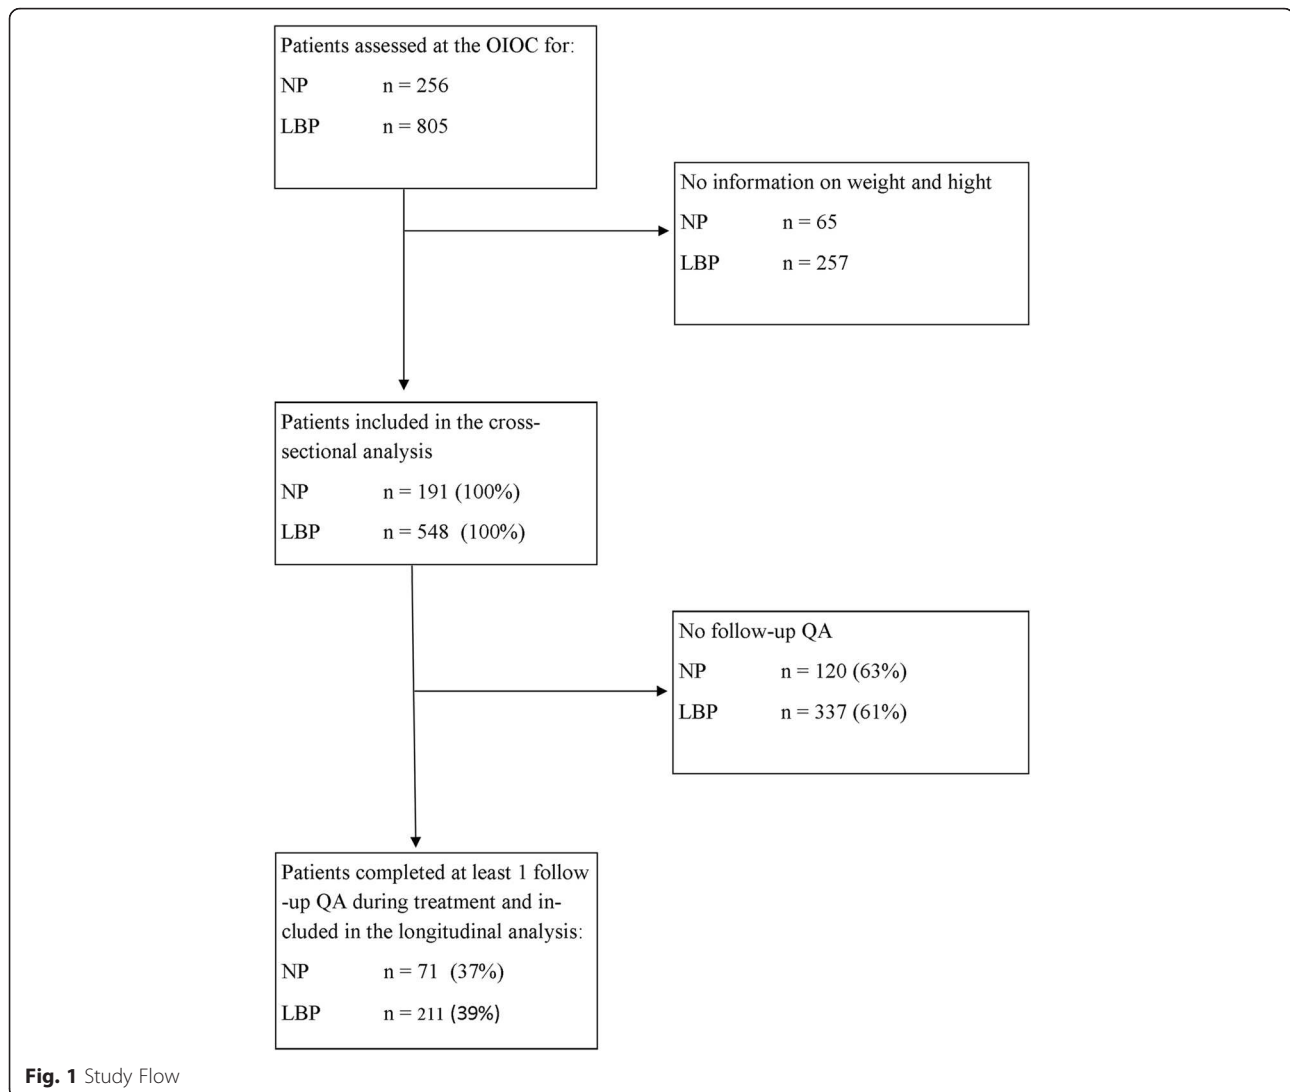 Patients assessed at the OIOC for:
NP n = 256
LBP n = 805
No information on weight and hight
NP n = 65
LBP n = 257
Patients included in the cross-
sectional analysis
NP n = 191 (100%)
LBP n = 548 (100%)
No follow-up QA
NP n = 120 (63%)
LBP n = 337 (61%)
Patients completed at least 1 follow
-up QA during treatment and in-
cluded in the longitudinal analysis:
NP n = 71 (37%)
LBP n = 211 (39%)
Fig. 1 Study Flow